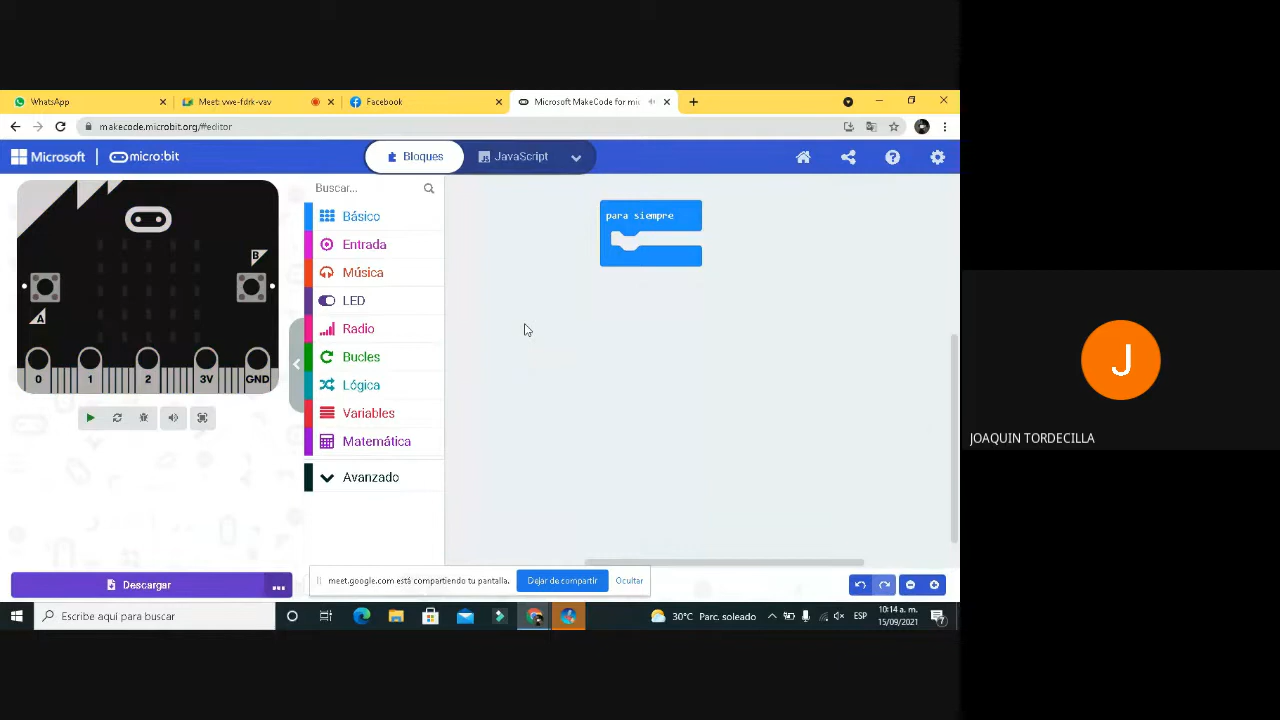 WhatsApp
Meet: vwe-fdrk-vav
Facebook
Microsoft MakeCode for mic
makecode.microbit.org/#editor
Microsoft
micro:bit
Bloques
JavaScript
Buscar...
Básico
Entrada
Música
LED
Radio
Bucles
Lógica
Variables
Matemática
Avanzado
para siempre
B
A
0 1 2 3V GND
J
JOAQUIN TORDECILLA
Descargar
...
meet.google.com está compartiendo tu pantalla.
Dejar de compartir
Ocultar
Escribe aquí para buscar
30°C Parc. soleado
ESP
10:14 a. m.
15/09/2021
7